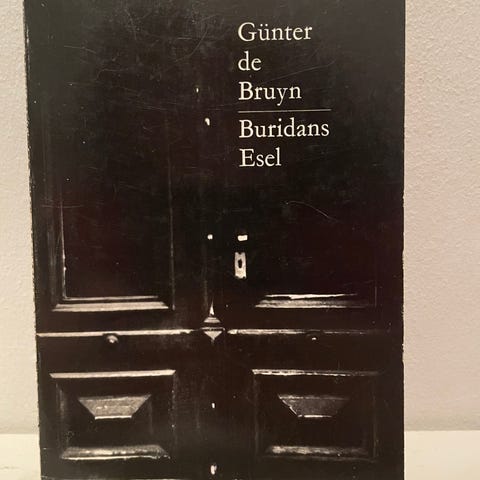 Günter
de
Bruyn
Buridans
Esel